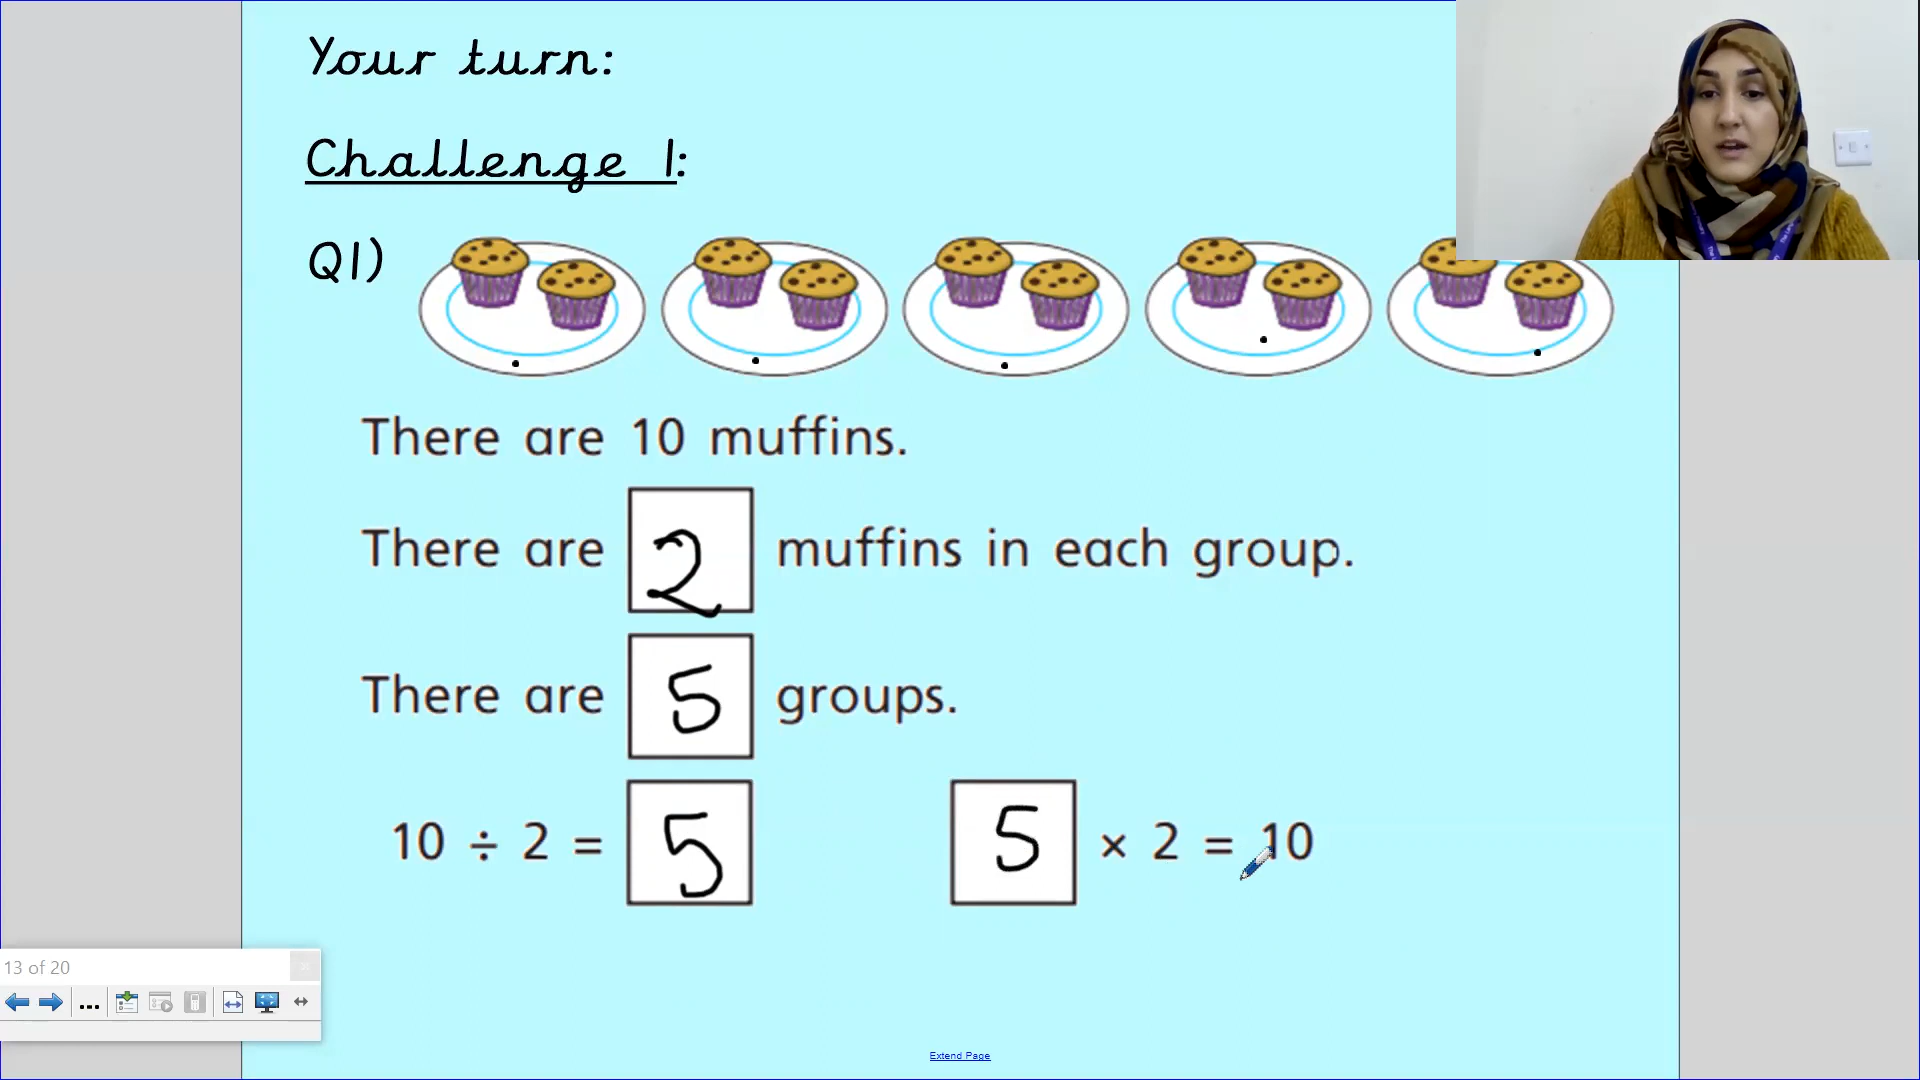 Your turn:
Challenge 1:
Q1)
There are 10 muffins.
There are 2 muffins in each group.
There are 5 groups.
10 ÷ 2 = 5
5 × 2 = 10
13 of 20
...
Extend Page